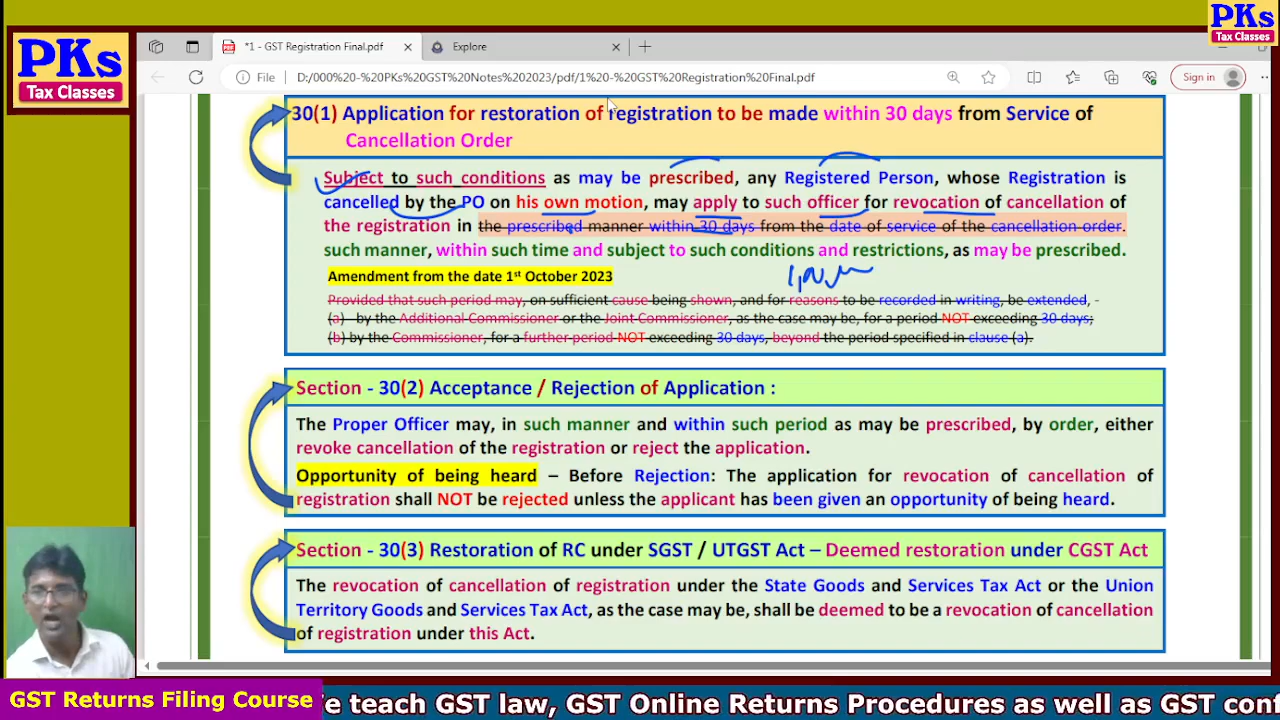 PKs
Tax Classes
PKs
Tax Classes
*1 - GST Registration Final.pdf
Explore
File
D:/000%20-%20PKs%20GST%20Notes%202023/pdf/1%20-%20GST%20Registration%20Final.pdf
Sign in
30(1) Application for restoration of registration to be made within 30 days from Service of
Cancellation Order
Subject to such conditions as may be prescribed, any Registered Person, whose Registration is
cancelled by the PO on his own motion, may apply to such officer for revocation of cancellation of
the registration in the prescribed manner within 30 days from the date of service of the cancellation order.
such manner, within such time and subject to such conditions and restrictions, as may be prescribed.
Amendment from the date 1st October 2023
Provided that such period may, on sufficient cause being shown, and for reasons to be recorded in writing, be extended, -
(a) - by the Additional Commissioner or the Joint Commissioner, as the case may be, for a period NOT exceeding 30 days;
(b) by the Commissioner, for a further period NOT exceeding 30 days, beyond the period specified in clause (a).
Section - 30(2) Acceptance / Rejection of Application :
The Proper Officer may, in such manner and within such period as may be prescribed, by order, either
revoke cancellation of the registration or reject the application.
Opportunity of being heard – Before Rejection: The application for revocation of cancellation of
registration shall NOT be rejected unless the applicant has been given an opportunity of being heard.
Section - 30(3) Restoration of RC under SGST / UTGST Act – Deemed restoration under CGST Act
The revocation of cancellation of registration under the State Goods and Services Tax Act or the Union
Territory Goods and Services Tax Act, as the case may be, shall be deemed to be a revocation of cancellation
of registration under this Act.
GST Returns Filing Course
e teach GST law, GST Online Returns Procedures as well as GST con